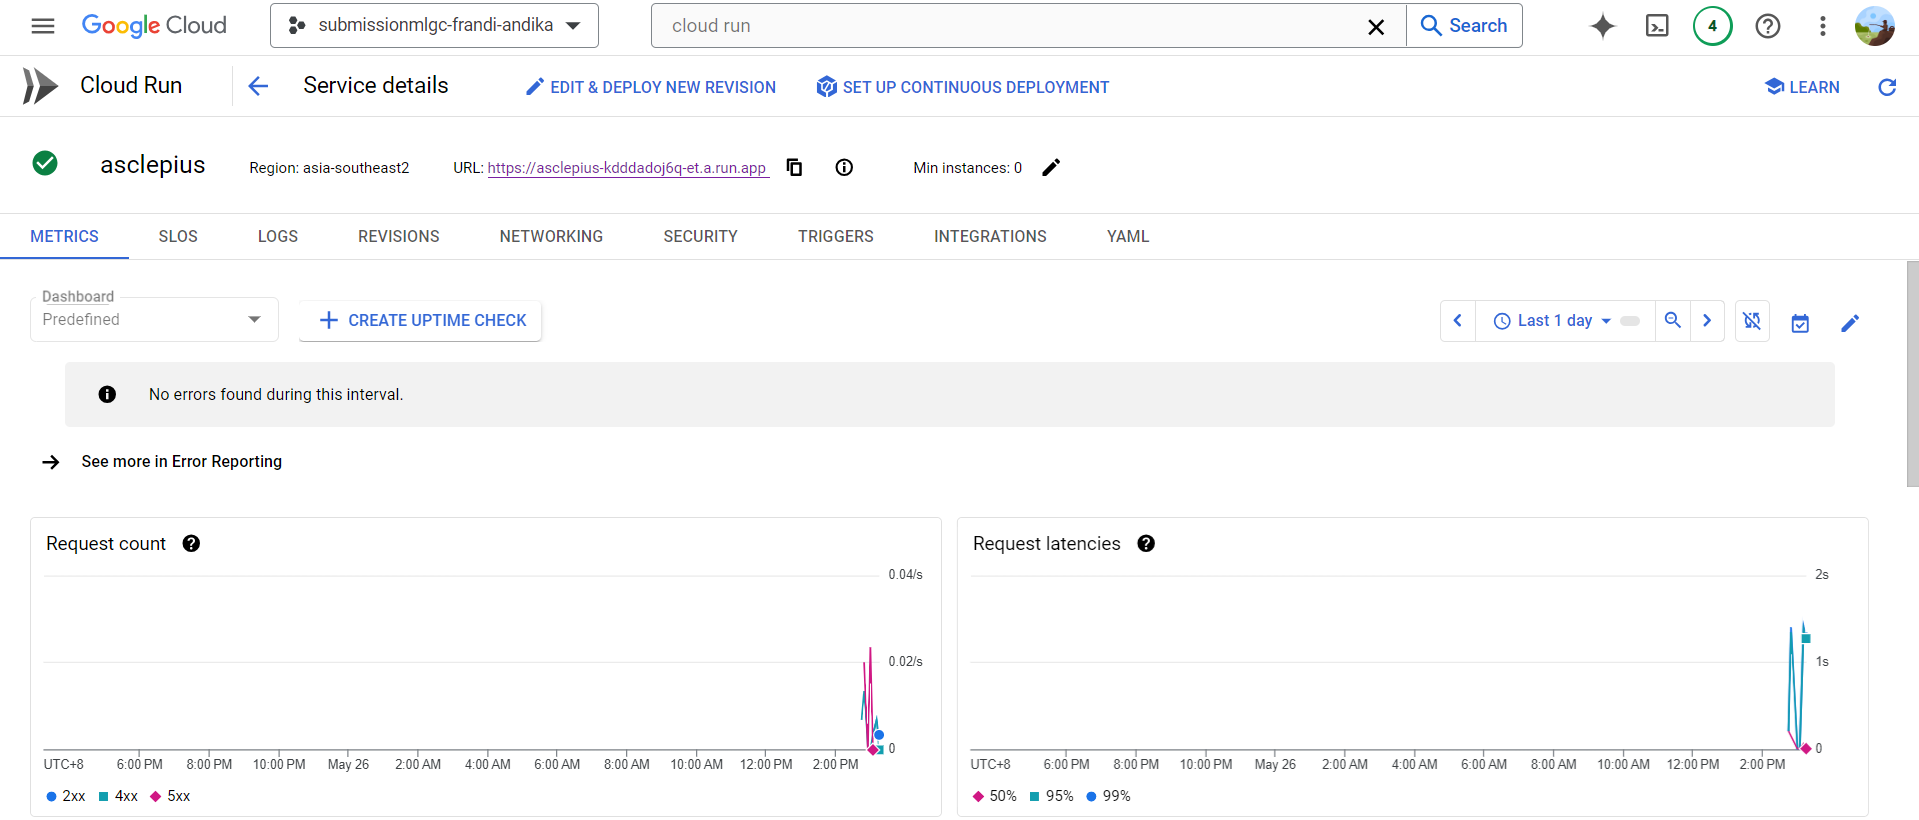 Google Cloud
submissionmlgc-frandi-andika
cloud run
Search
4
Cloud Run
Service details
EDIT & DEPLOY NEW REVISION
SET UP CONTINUOUS DEPLOYMENT
LEARN
asclepius
Region: asia-southeast2
URL: https://asclepius-kdddadoj6q-et.a.run.app
Min instances: 0
METRICS
SLOS
LOGS
REVISIONS
NETWORKING
SECURITY
TRIGGERS
INTEGRATIONS
YAML
Dashboard
Predefined
CREATE UPTIME CHECK
Last 1 day
No errors found during this interval.
See more in Error Reporting
Request count
0.04/s
0.02/s
0
UTC+8 6:00 PM 8:00 PM 10:00 PM May 26 2:00 AM 4:00 AM 6:00 AM 8:00 AM 10:00 AM 12:00 PM 2:00 PM
2xx 4xx 5xx
Request latencies
2s
1s
0
UTC+8 6:00 PM 8:00 PM 10:00 PM May 26 2:00 AM 4:00 AM 6:00 AM 8:00 AM 10:00 AM 12:00 PM 2:00 PM
50% 95% 99%